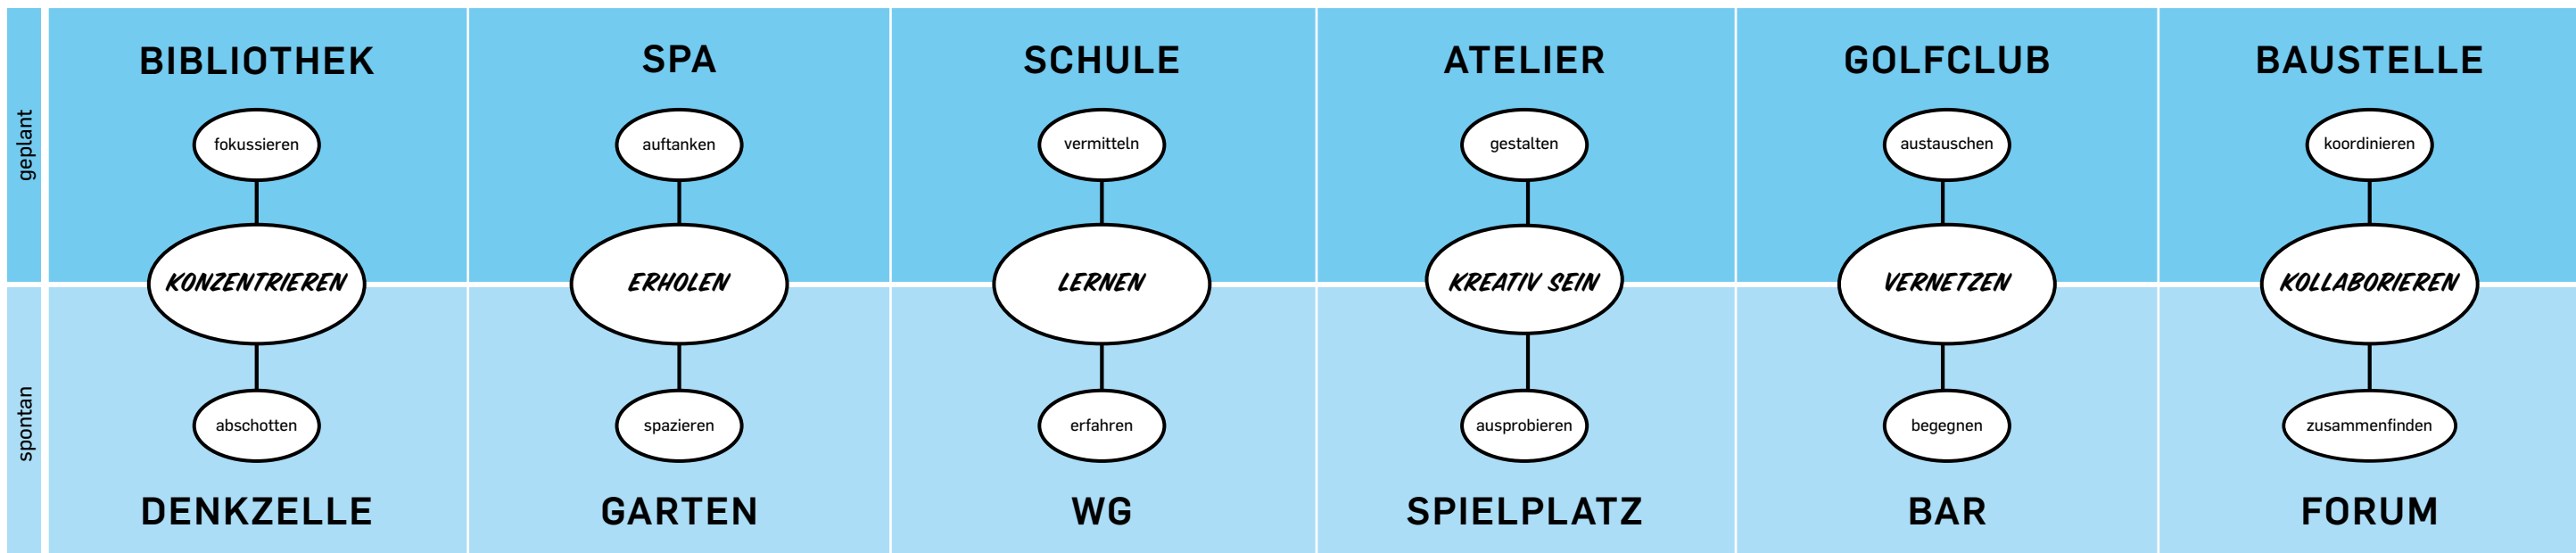 geplant
BIBLIOTHEK
SPA
SCHULE
ATELIER
GOLFCLUB
BAUSTELLE
fokussieren
auftanken
vermitteln
gestalten
austauschen
koordinieren
KONZENTRIEREN
ERHOLEN
LERNEN
KREATIV SEIN
VERNETZEN
KOLLABORIEREN
spontan
abschotten
spazieren
erfahren
ausprobieren
begegnen
zusammenfinden
DENKZELLE
GARTEN
WG
SPIELPLATZ
BAR
FORUM